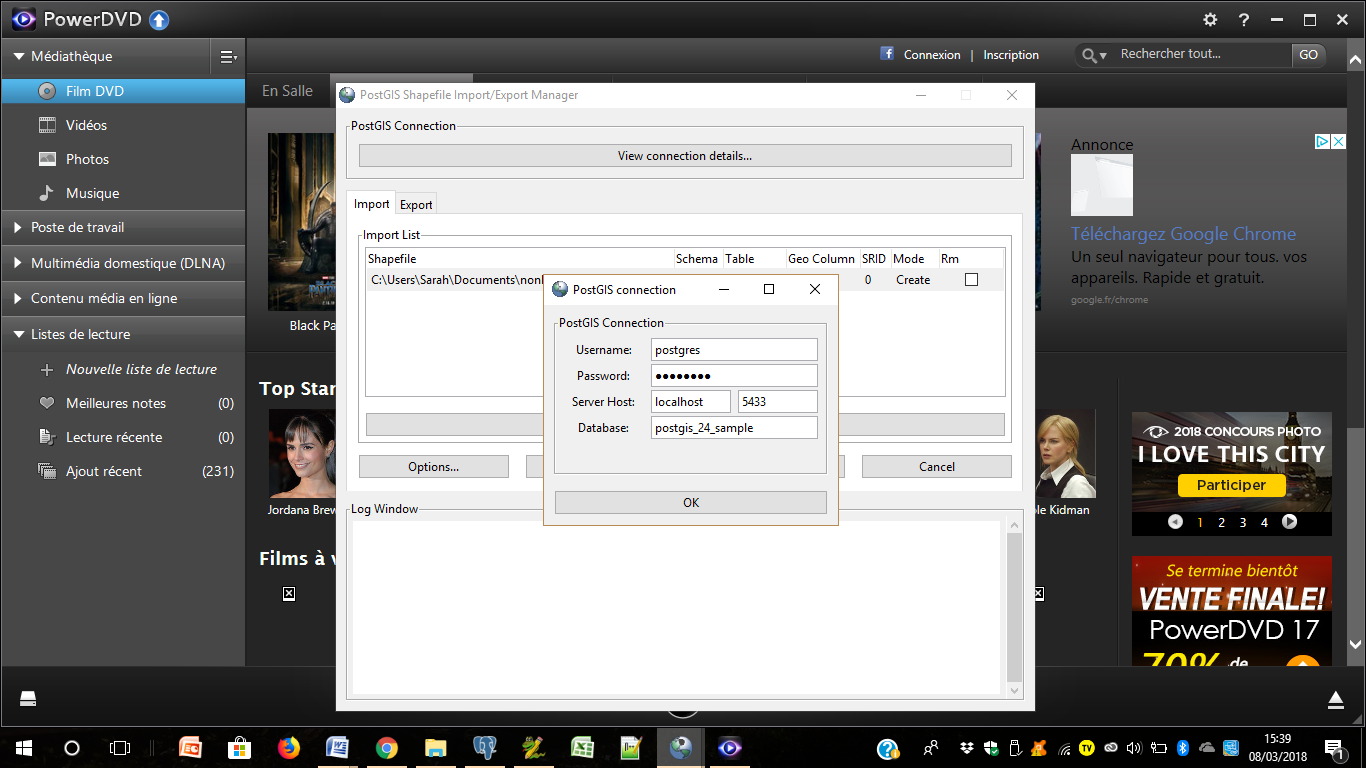 PowerDVD
Médiathèque
Film DVD
Vidéos
Photos
Musique
Poste de travail
Multimédia domestique (DLNA)
Contenu média en ligne
Listes de lecture
Nouvelle liste de lecture
Meilleures notes (0)
Lecture récente (0)
Ajout récent (231)
Connexion | Inscription
Rechercher tout...
GO
En Salle
Black Pa
Top Star
Jordana Brew
le Kidman
Films à v
Annonce
Téléchargez Google Chrome
Un seul navigateur pour tous. vos
appareils. Rapide et gratuit.
google.fr/chrome
2018 CONCOURS PHOTO
I LOVE THIS CITY
Participer
1 2 3 4
Se termine bientôt
VENTE FINALE!
PowerDVD 17
70% de
PostGIS Shapefile Import/Export Manager
PostGIS Connection
View connection details...
Import Export
Import List
Shapefile Schema Table Geo Column SRID Mode Rm
C:\Users\Sarah\Documents\non 0 Create
Options...
Cancel
Log Window
PostGIS connection
PostGIS Connection
Username: postgres
Password: ●●●●●●●●
Server Host: localhost 5433
Database: postgis_24_sample
OK
15:39
08/03/2018